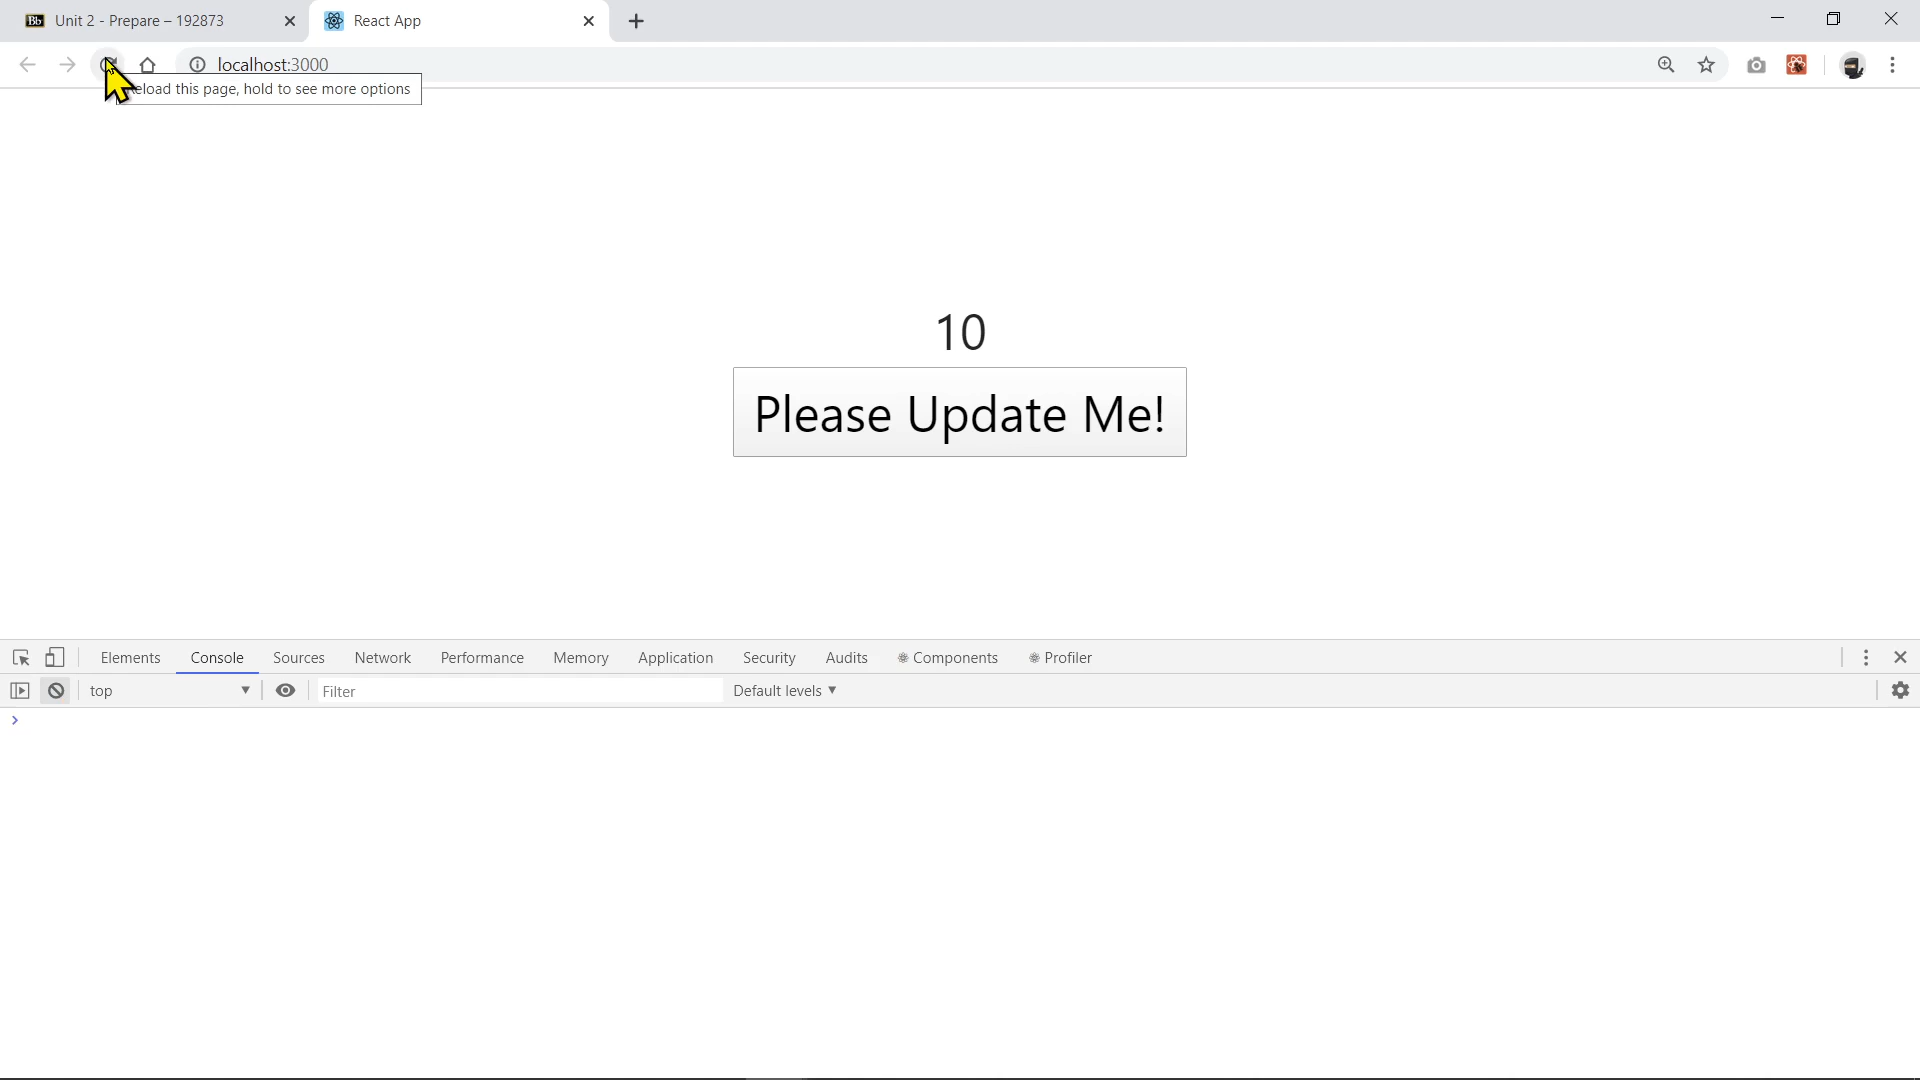 Bb Unit 2 - Prepare – 192873
React App
localhost:3000
eload this page, hold to see more options
10
Please Update Me!
Elements Console Sources Network Performance Memory Application Security Audits Components Profiler
top Filter Default levels